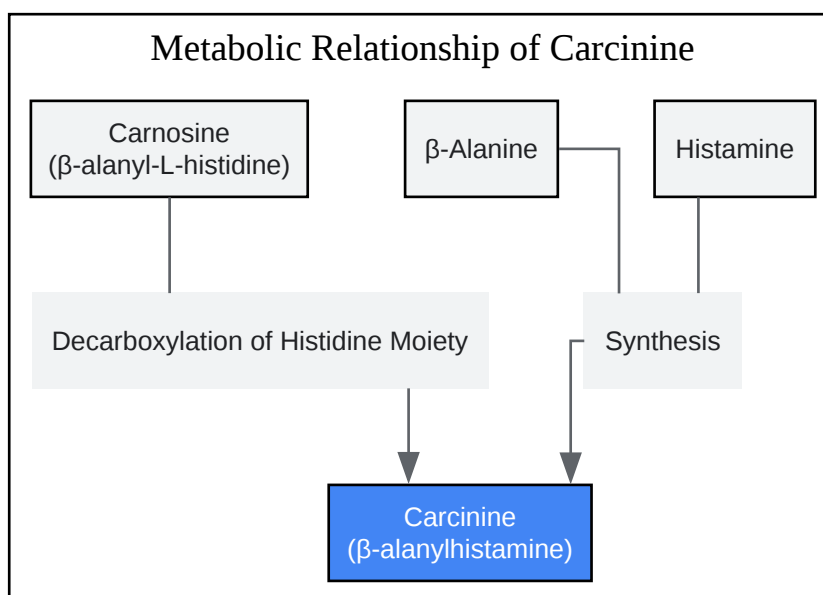 Metabolic Relationship of Carcinine
Carnosine
(β-alanyl-L-histidine)
β-Alanine
Histamine
Decarboxylation of Histidine Moiety
Synthesis
Carcinine
(β-alanylhistamine)